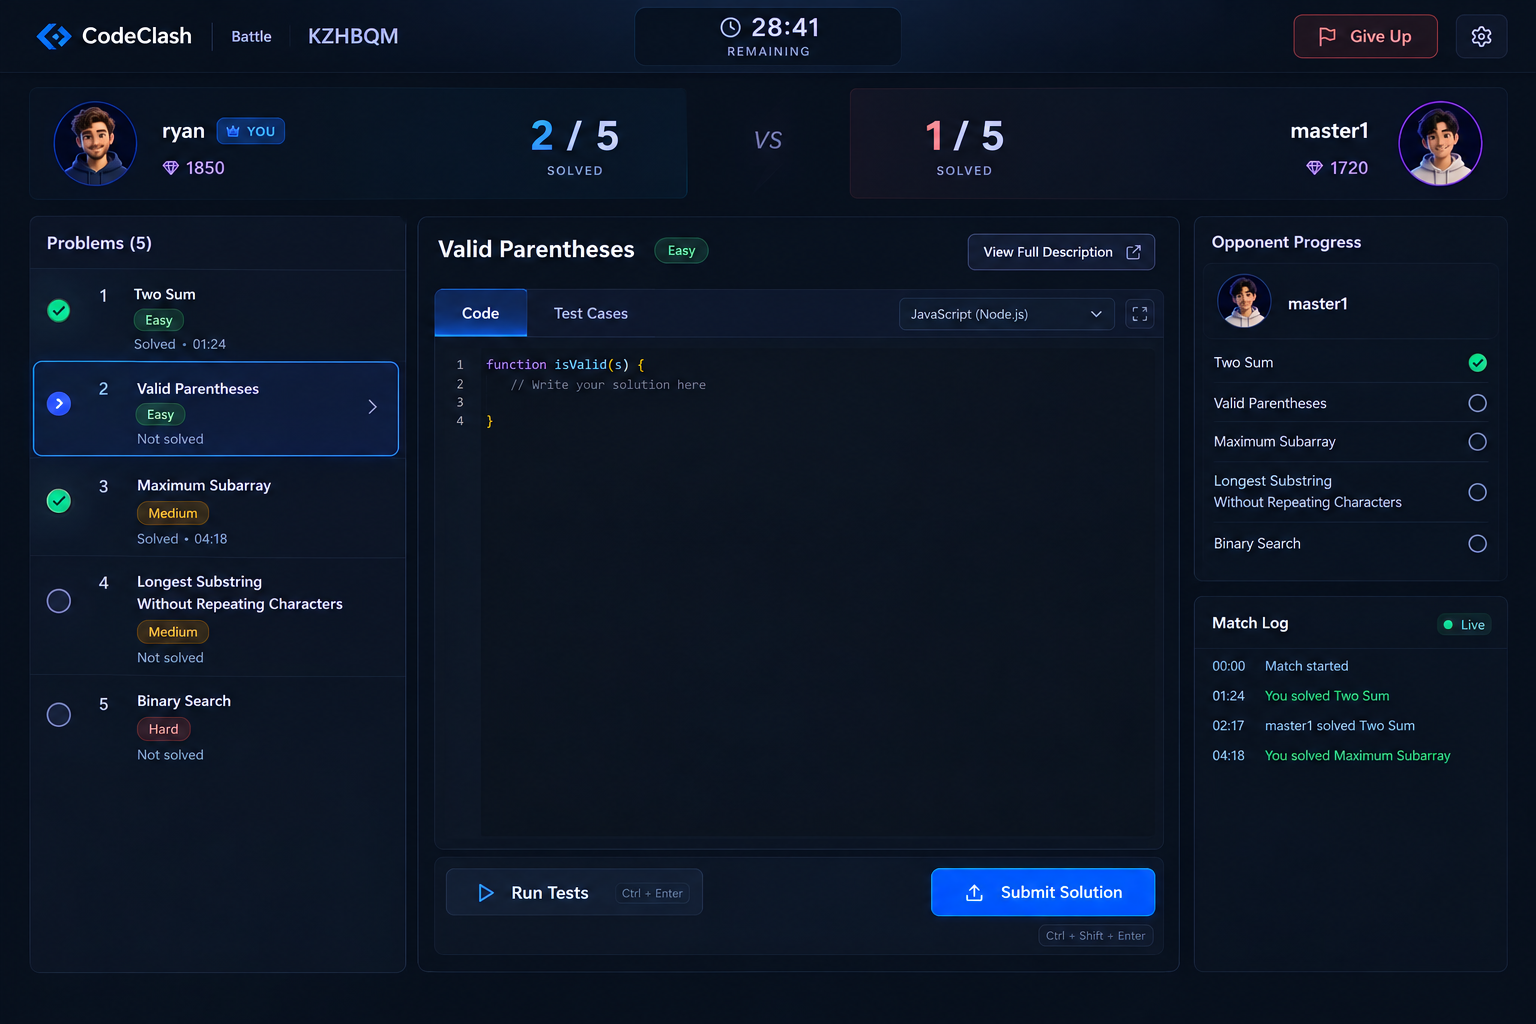 CodeClash
Battle
KZHBQM
28:41
REMAINING
Give Up
ryan
YOU
1850
2 / 5
SOLVED
VS
1 / 5
SOLVED
master1
1720
Problems (5)
1
Two Sum
Easy
Solved • 01:24
2
Valid Parentheses
Easy
Not solved
3
Maximum Subarray
Medium
Solved • 04:18
4
Longest Substring
Without Repeating Characters
Medium
Not solved
5
Binary Search
Hard
Not solved
Valid Parentheses
Easy
View Full Description
Code
Test Cases
JavaScript (Node.js)
1 function isValid(s) {
2 // Write your solution here
3
4 }
Run Tests
Ctrl + Enter
Submit Solution
Ctrl + Shift + Enter
Opponent Progress
master1
Two Sum
Valid Parentheses
Maximum Subarray
Longest Substring
Without Repeating Characters
Binary Search
Match Log
Live
00:00 Match started
01:24 You solved Two Sum
02:17 master1 solved Two Sum
04:18 You solved Maximum Subarray